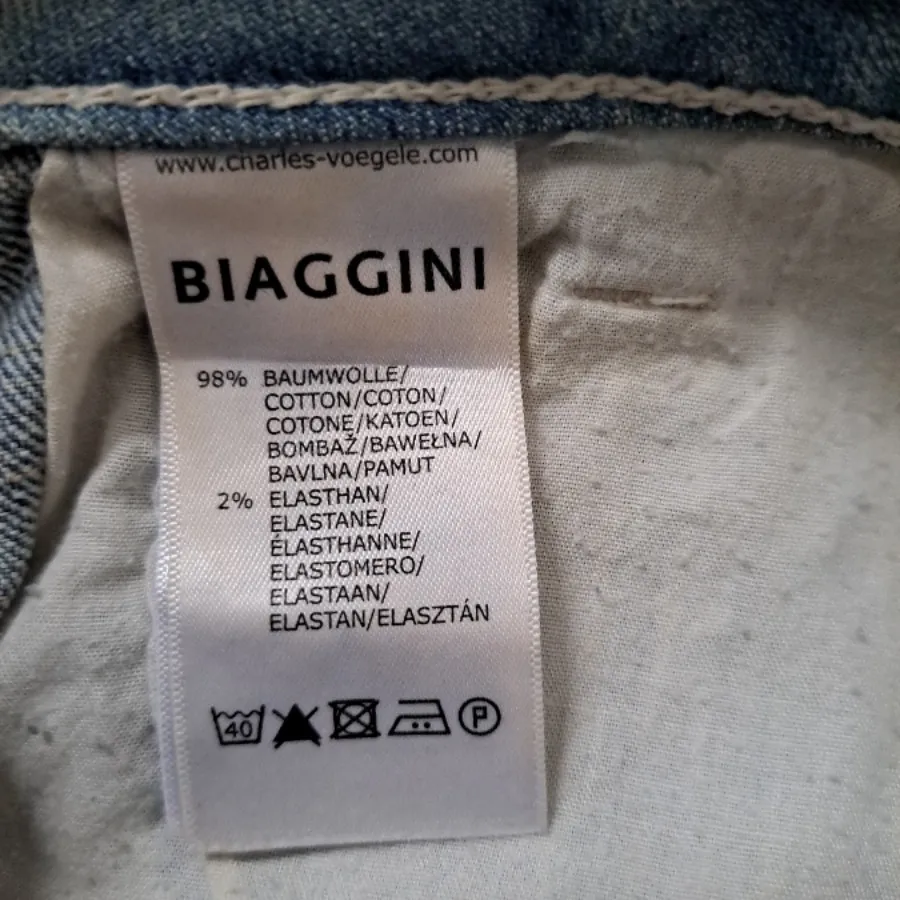 www.charles-voegele.com
BIAGGINI
98% BAUMWOLLE/
COTTON/COTON/
COTONE/KATOEN/
BOMBAŽ/BAWEŁNA/
BAVLNA/PAMUT
2% ELASTHAN/
ELASTANE/
ÉLASTHANNE/
ELASTOMERO/
ELASTAAN/
ELASTAN/ELASZTÁN
40 P